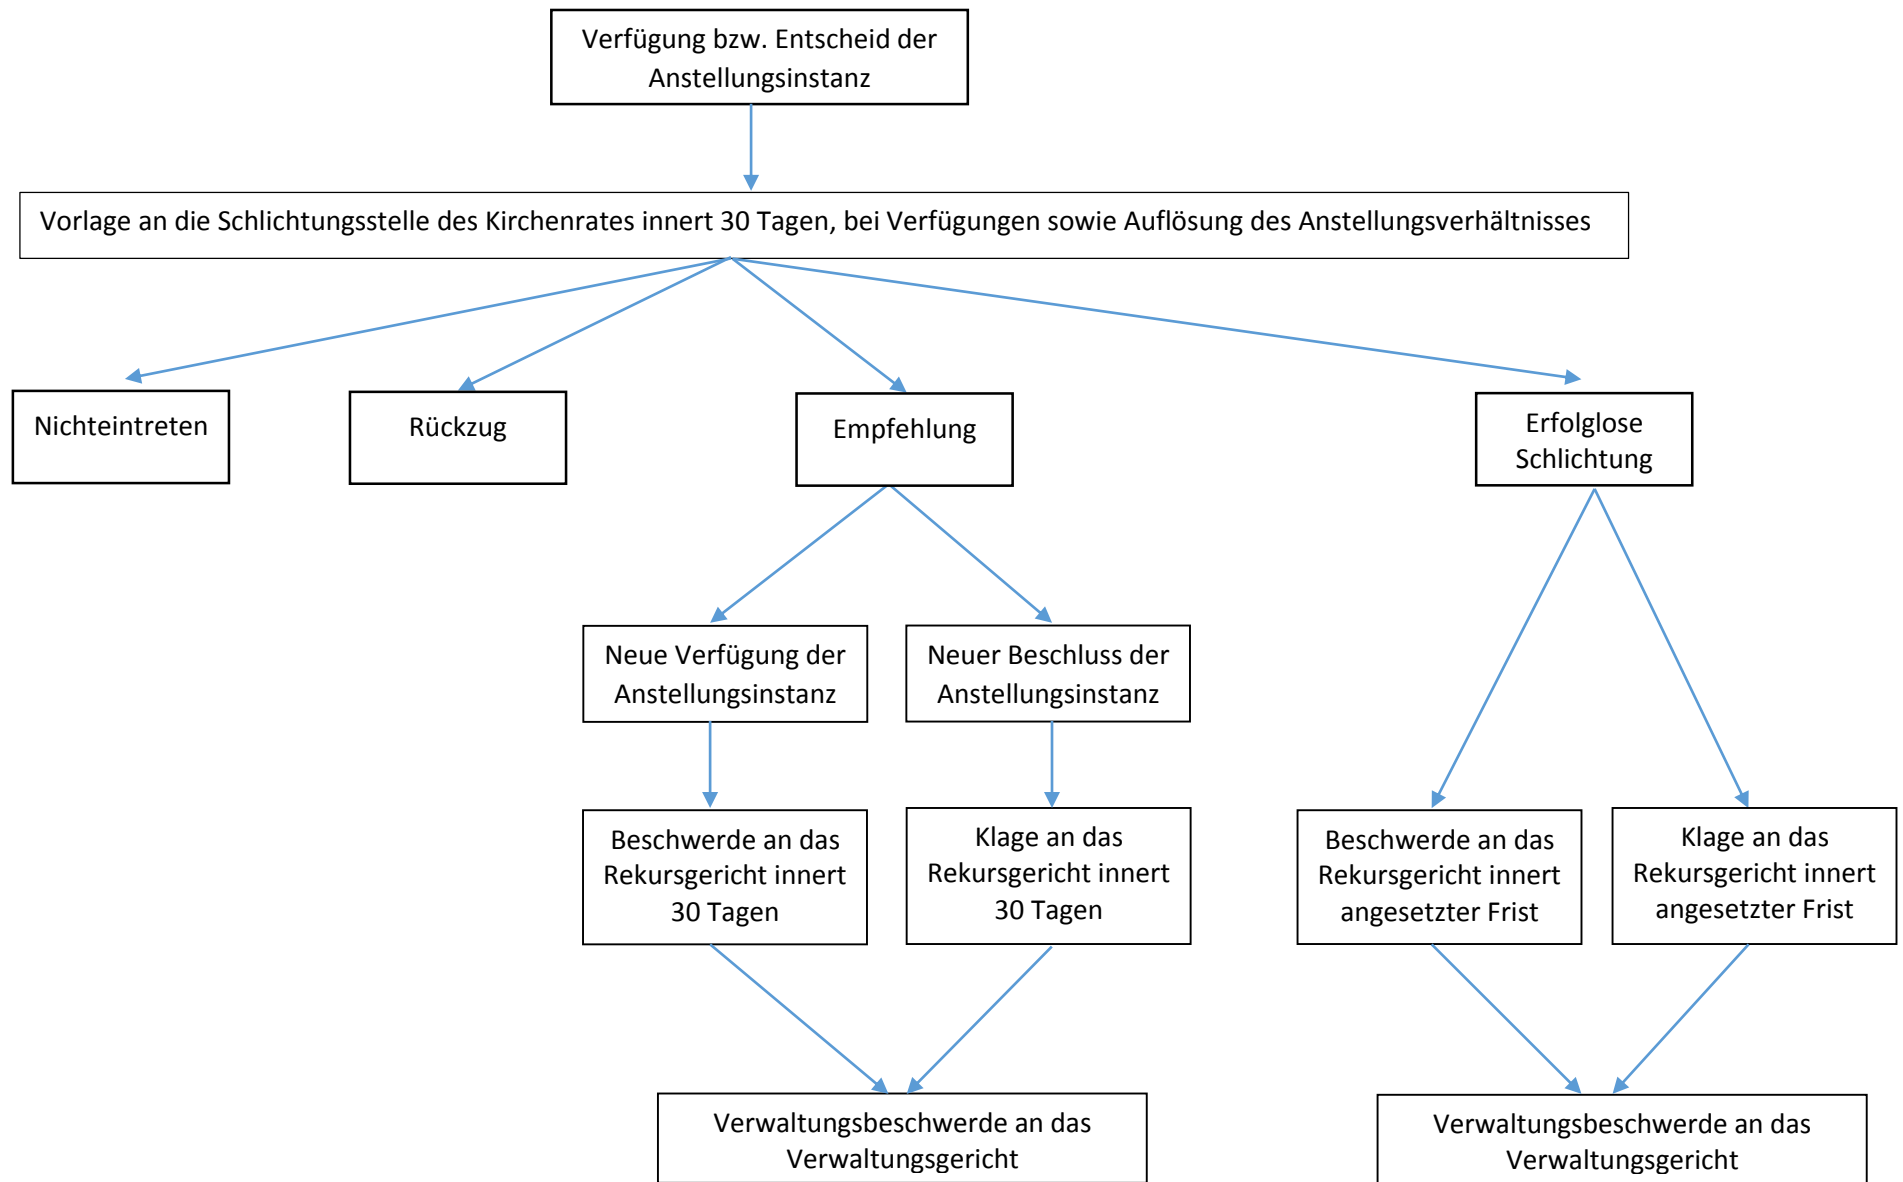 Verfügung bzw. Entscheid der
Anstellungsinstanz
Vorlage an die Schlichtungsstelle des Kirchenrates innert 30 Tagen, bei Verfügungen sowie Auflösung des Anstellungsverhältnisses
Nichteintreten
Rückzug
Empfehlung
Erfolglose
Schlichtung
Neue Verfügung der
Anstellungsinstanz
Neuer Beschluss der
Anstellungsinstanz
Beschwerde an das
Rekursgericht innert
30 Tagen
Klage an das
Rekursgericht innert
30 Tagen
Beschwerde an das
Rekursgericht innert
angesetzter Frist
Klage an das
Rekursgericht innert
angesetzter Frist
Verwaltungsbeschwerde an das
Verwaltungsgericht
Verwaltungsbeschwerde an das
Verwaltungsgericht